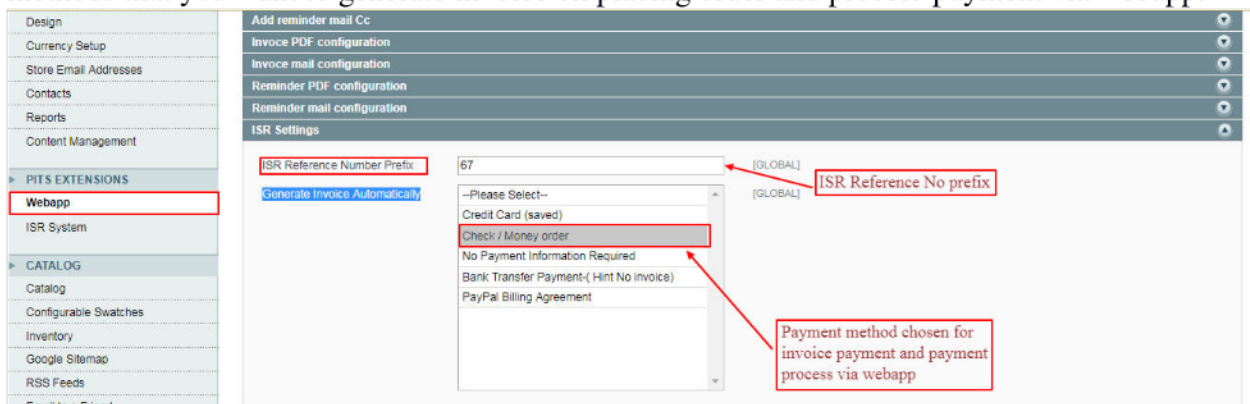 Design
Currency Setup
Store Email Addresses
Contacts
Reports
Content Management
PITS EXTENSIONS
Webapp
ISR System
CATALOG
Catalog
Configurable Swatches
Inventory
Google Sitemap
RSS Feeds
Add reminder mail Cc
Invoce PDF configuration
Invoce mail configuration
Reminder PDF configuration
Reminder mail configuration
ISR Settings
ISR Reference Number Prefix
67
[GLOBAL]
ISR Reference No prefix
Generate Invoice Automatically
--Please Select--
[GLOBAL]
Credit Card (saved)
Check / Money order
No Payment Information Required
Bank Transfer Payment-( Hint No invoice)
PayPal Billing Agreement
Payment method chosen for
invoice payment and payment
process via webapp